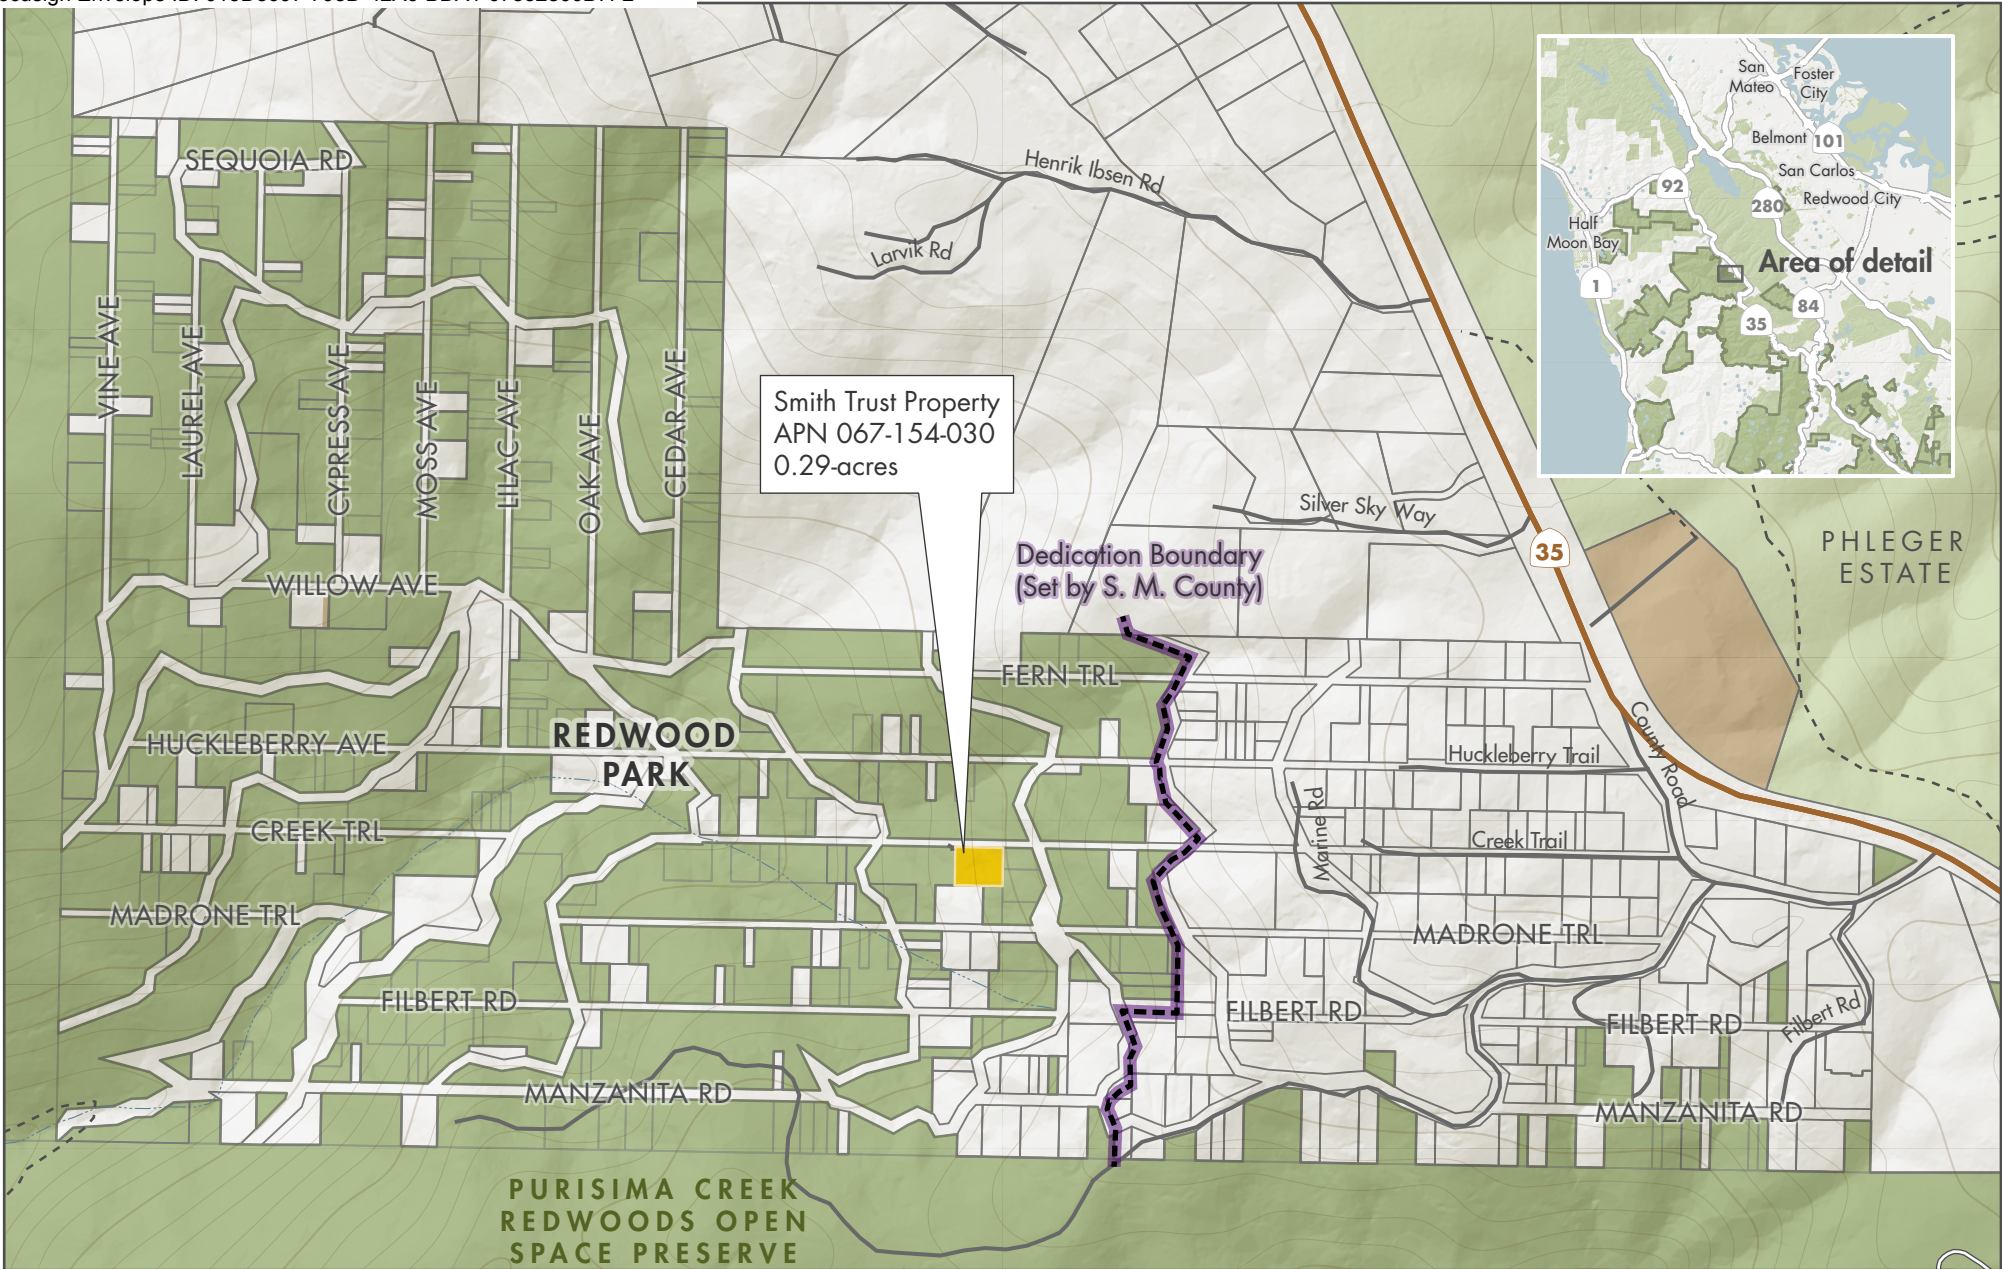 San
Mateo
Foster
City
Belmont
101
San Carlos
92
280
Redwood City
Half
Moon Bay
Area of detail
1
84
35
SEQUOIA RD
Henrik Ibsen Rd
Larvik Rd
VINE AVE
LAUREL AVE
CYPRESS AVE
MOSS AVE
LILAC AVE
OAK AVE
CEDAR AVE
Smith Trust Property
APN 067-154-030
0.29-acres
Silver Sky Way
35
PHLEGER
ESTATE
Dedication Boundary
(Set by S. M. County)
WILLOW AVE
FERN TRL
REDWOOD
PARK
HUCKLEBERRY AVE
Huckleberry Trail
County Road
Marine Rd
CREEK TRL
Creek Trail
MADRONE TRL
MADRONE TRL
FILBERT RD
FILBERT RD
FILBERT RD
Filbert Rd
MANZANITA RD
MANZANITA RD
PURISIMA CREEK
REDWOODS OPEN
SPACE PRESERVE